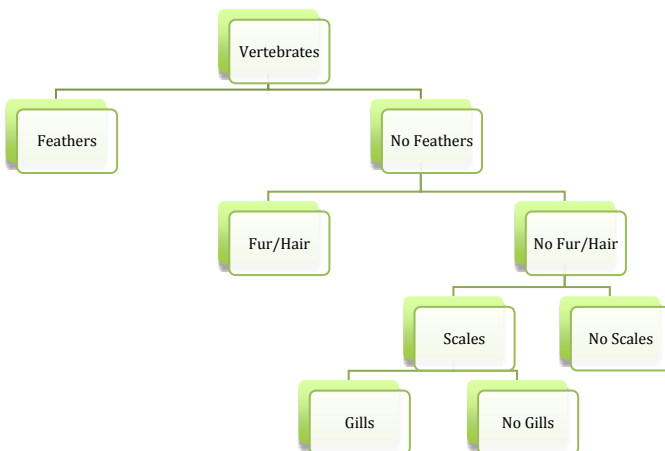 Vertebrates
Feathers
No Feathers
Fur/Hair
No Fur/Hair
Scales
No Scales
Gills
No Gills